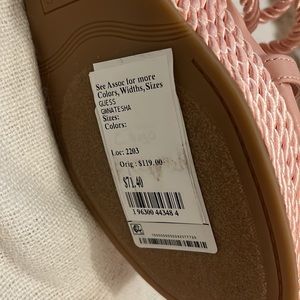 See Assoc for more
Colors, Widths, Sizes
GUESS
GWNATESHA
Sizes:
Colors:
Loc: 2203
Orig : $119.00
$71.40
1 96300 44348 4